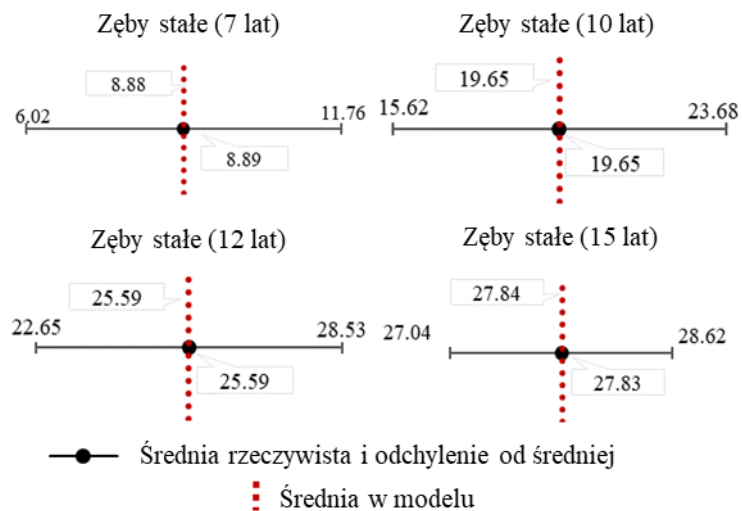 Zęby stałe (7 lat)
8.88
6.02
11.76
8.89
Zęby stałe (10 lat)
19.65
15.62
23.68
19.65
Zęby stałe (12 lat)
25.59
22.65
28.53
25.59
Zęby stałe (15 lat)
27.84
27.04
28.62
27.83
Średnia rzeczywista i odchylenie od średniej
Średnia w modelu